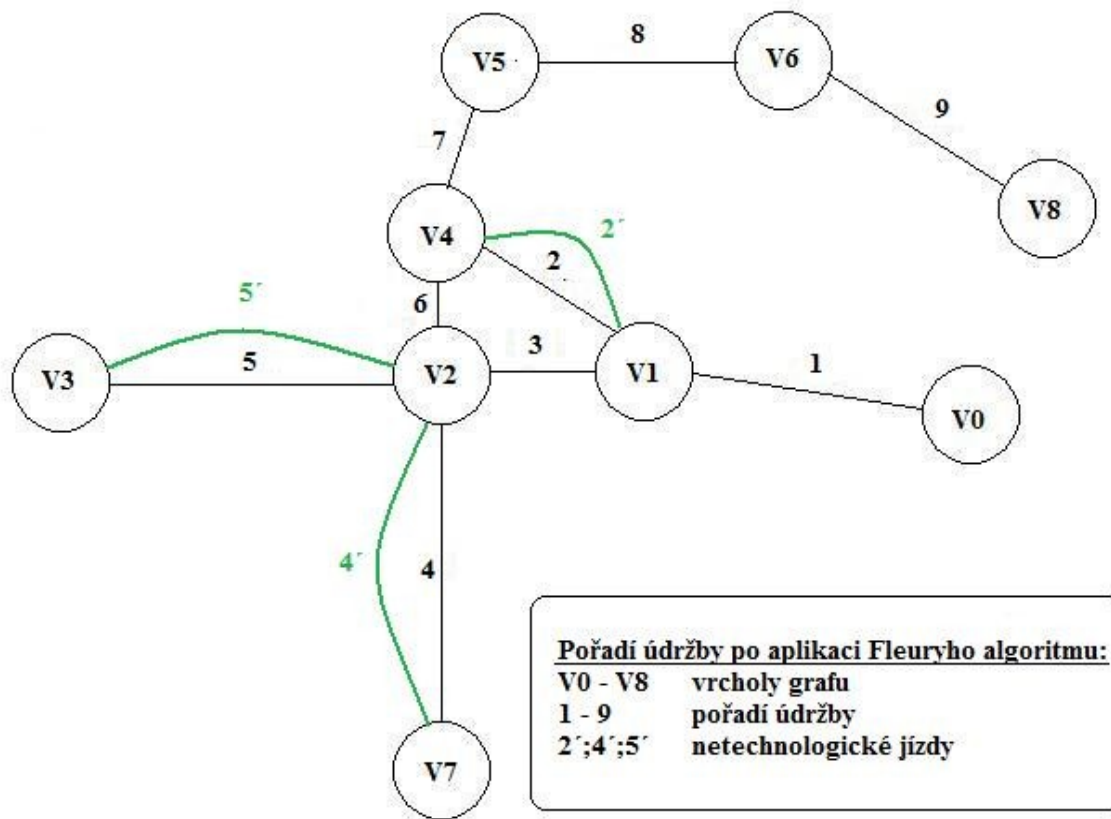 8
V5
V6
9
7
V8
V4
2´
2
5´
6
3
1
V3
5
V2
V1
V0
4´
4
Pořadí údržby po aplikaci Fleuryho algoritmu:
V0 - V8 vrcholy grafu
1 - 9 pořadí údržby
2´;4´;5´ netechnologické jízdy
V7